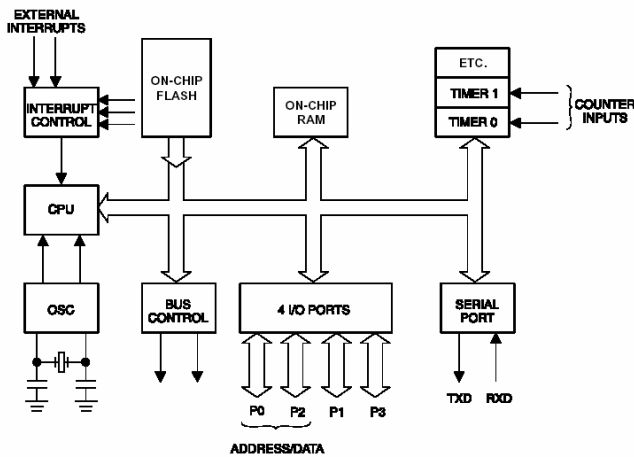 EXTERNAL
INTERRUPTS
INTERRUPT
CONTROL
ON-CHIP
FLASH
ON-CHIP
RAM
ETC.
TIMER 1
TIMER 0
COUNTER
INPUTS
CPU
OSC
BUS
CONTROL
4 I/O PORTS
SERIAL
PORT
P0
P2
P1
P3
TXD
RXD
ADDRESS/DATA